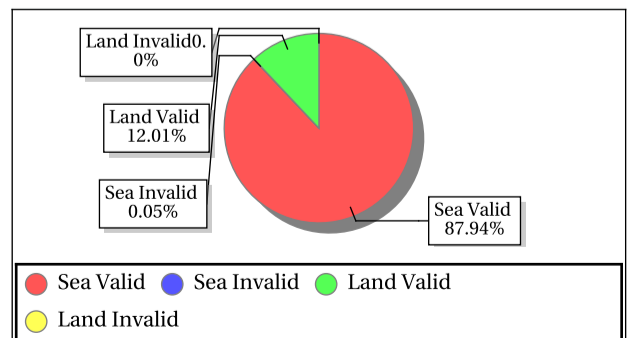 Land Invalid0.
0%
Land Valid
12.01%
Sea Invalid
0.05%
Sea Valid
87.94%
Sea Valid
Sea Invalid
Land Valid
Land Invalid